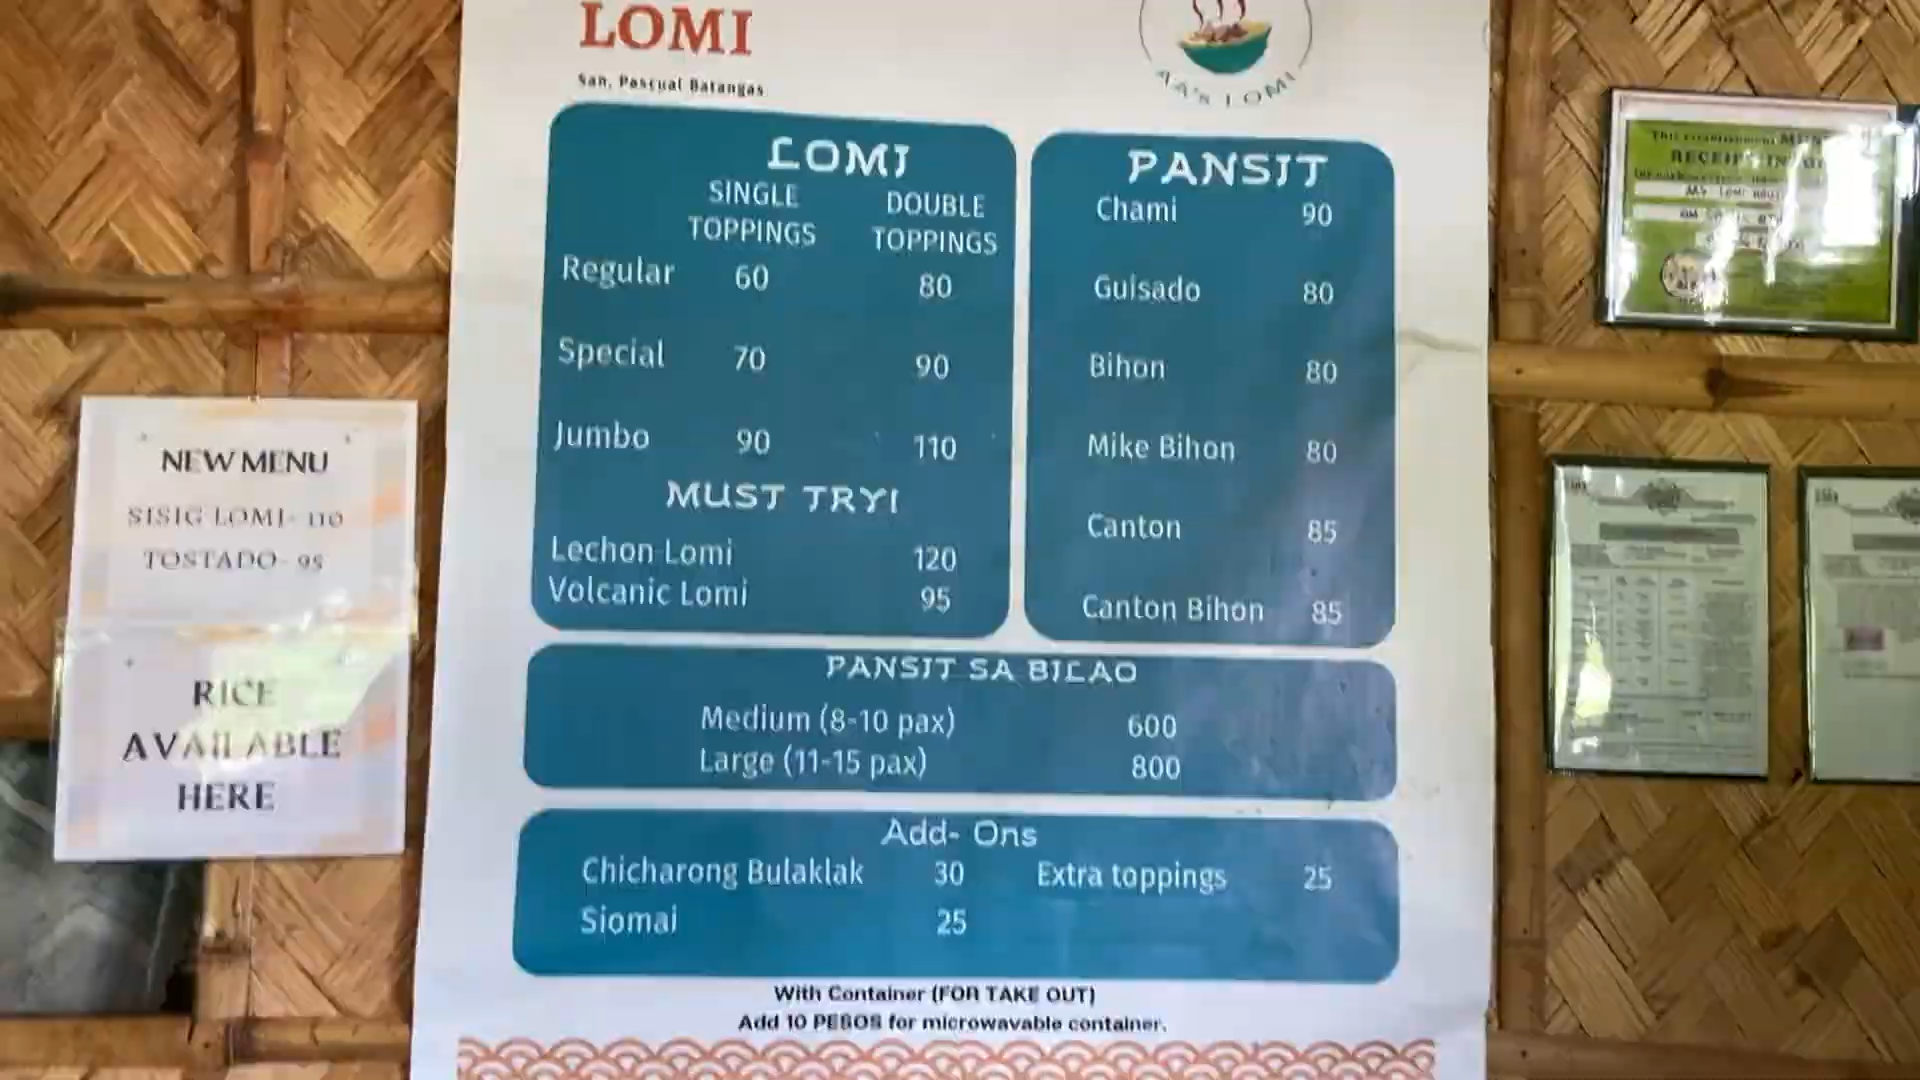 LOMI
San, Pascual Batangas
AA's LOMI
LOMI
SINGLE TOPPINGS DOUBLE TOPPINGS
Regular 60 80
Special 70 90
Jumbo 90 110
MUST TRY!
Lechon Lomi 120
Volcanic Lomi 95
PANSIT
Chami 90
Guisado 80
Bihon 80
Mike Bihon 80
Canton 85
Canton Bihon 85
PANSIT SA BILAO
Medium (8-10 pax) 600
Large (11-15 pax) 800
Add- Ons
Chicharong Bulaklak 30 Extra toppings 25
Siomai 25
With Container (FOR TAKE OUT)
Add 10 PESOS for microwavable container.
NEW MENU
SISIG LOMI- 110
TOSTADO- 95
RICE
AVAILABLE
HERE
This establishment